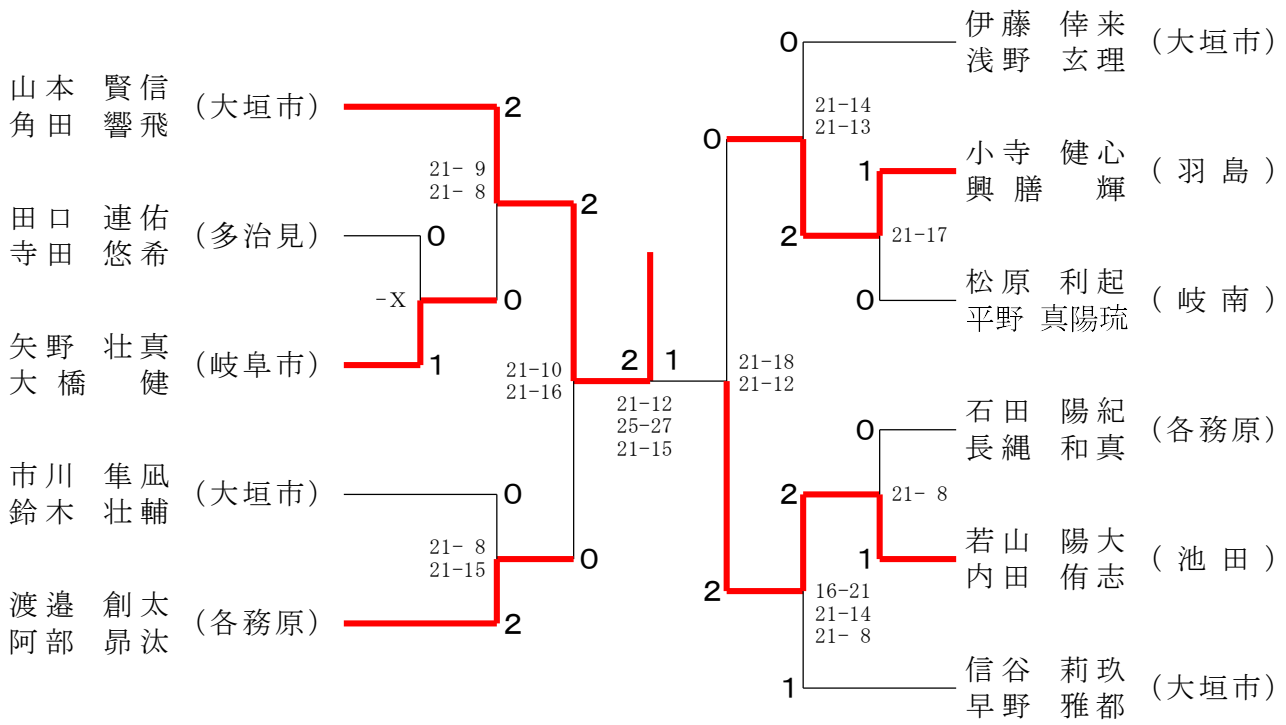 山本 賢信
角田 響飛
(大垣市)
2
21- 9
21- 8
田口 連佑
寺田 悠希
(多治見)
0
-X
0
矢野 壮真
大橋 健
(岐阜市)
1
2
21-10
21-16
市川 隼凪
鈴木 壮輔
(大垣市)
0
21- 8
21-15
0
渡邉 創太
阿部 昴汰
(各務原)
2
2 1
21-12
25-27
21-15
0
伊藤 倖来
浅野 玄理
(大垣市)
21-14
21-13
0
1
小寺 健心
興膳 輝
(羽島)
2
21-17
0
松原 利起
平野 真陽琉
(岐南)
21-18
21-12
0
石田 陽紀
長縄 和真
(各務原)
2
21- 8
1
若山 陽大
内田 侑志
(池田)
2
16-21
21-14
21- 8
1
信谷 莉玖
早野 雅都
(大垣市)